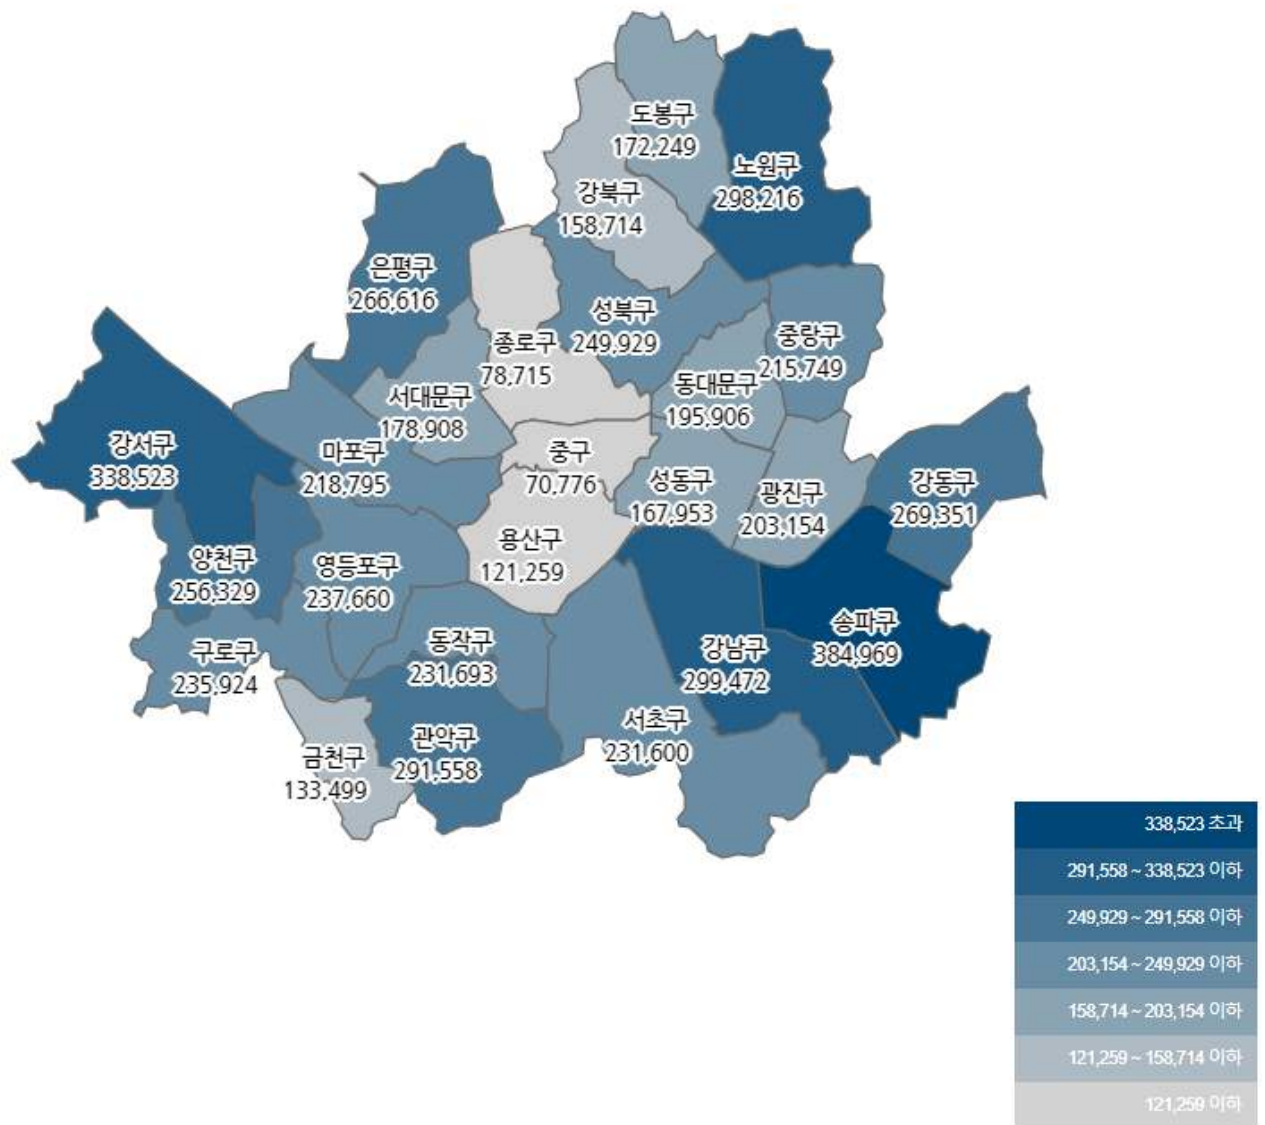 도봉구
172,249
노원구
298,216
강북구
158,714
은평구
266,616
성북구
249,929
중랑구
215,749
종로구
78,715
동대문구
195,906
서대문구
178,908
강서구
338,523
마포구
218,795
중구
70,776
성동구
167,953
광진구
203,154
강동구
269,351
양천구
256,329
영등포구
237,660
용산구
121,259
송파구
384,969
구로구
235,924
동작구
231,693
강남구
299,472
서초구
231,600
관악구
291,558
금천구
133,499
338,523 초과
291,558 ~ 338,523 이하
249,929 ~ 291,558 이하
203,154 ~ 249,929 이하
158,714 ~ 203,154 이하
121,259 ~ 158,714 이하
121,259 이하